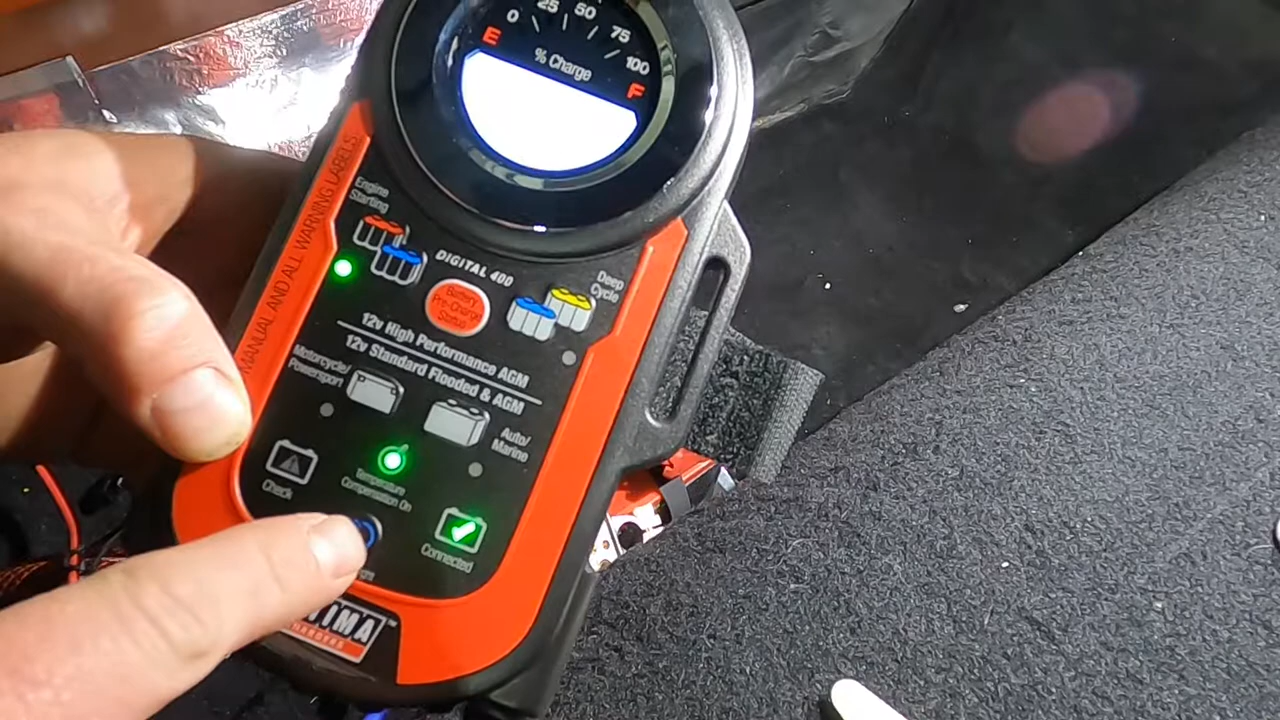 0 25 50 75 100
E
F
% Charge
MANUAL AND ALL WARNING LABELS
Engine
Starting
DIGITAL 400
Battery
Pre-Charge
Status
Deep
Cycle
12v High Performance AGM
12v Standard Flooded & AGM
Motorcycle/
Powersport
Auto/
Marine
Check
Temperature
Compensation On
Connected